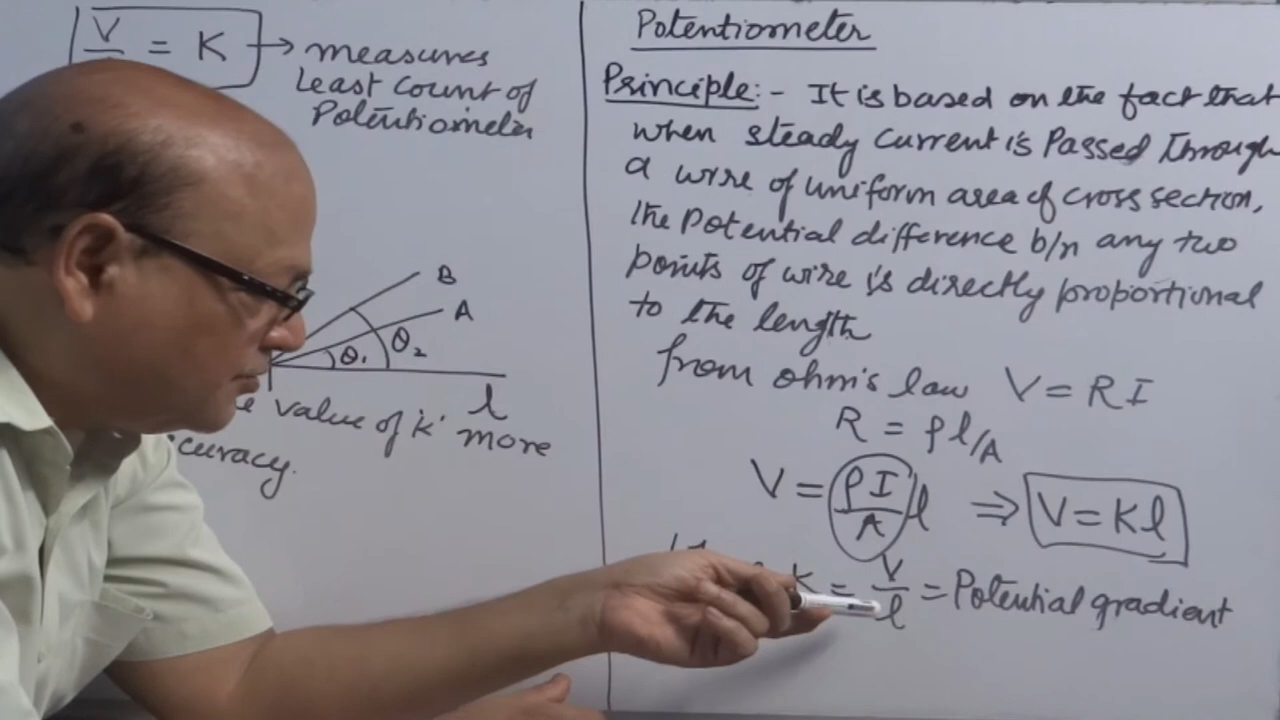 V = K → measures
Least count of
Potentiometer
B
A
θ₁ θ₂
l
value of 'K' more
curacy.
Potentiometer
Principle:- It is based on the fact that
when steady current is Passed Through
a wire of uniform area of cross section,
the Potential difference b/n any two
points of wire is directly proportional
to the length
from ohm's law V = RI
R = ρl/A
V = (ρI/A) l ⇒ V = Kl
K = V/l = Potential gradient